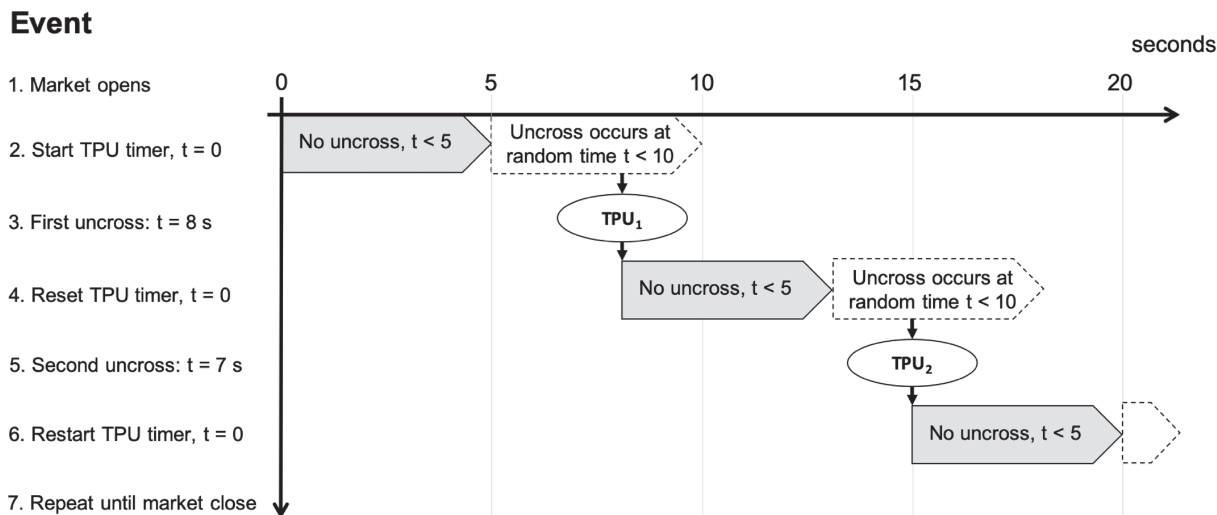 Event
seconds
1. Market opens
0 5 10 15 20
2. Start TPU timer, t = 0
No uncross, t < 5
Uncross occurs at
random time t < 10
3. First uncross: t = 8 s
TPU₁
4. Reset TPU timer, t = 0
No uncross, t < 5
Uncross occurs at
random time t < 10
5. Second uncross: t = 7 s
TPU₂
6. Restart TPU timer, t = 0
No uncross, t < 5
7. Repeat until market close